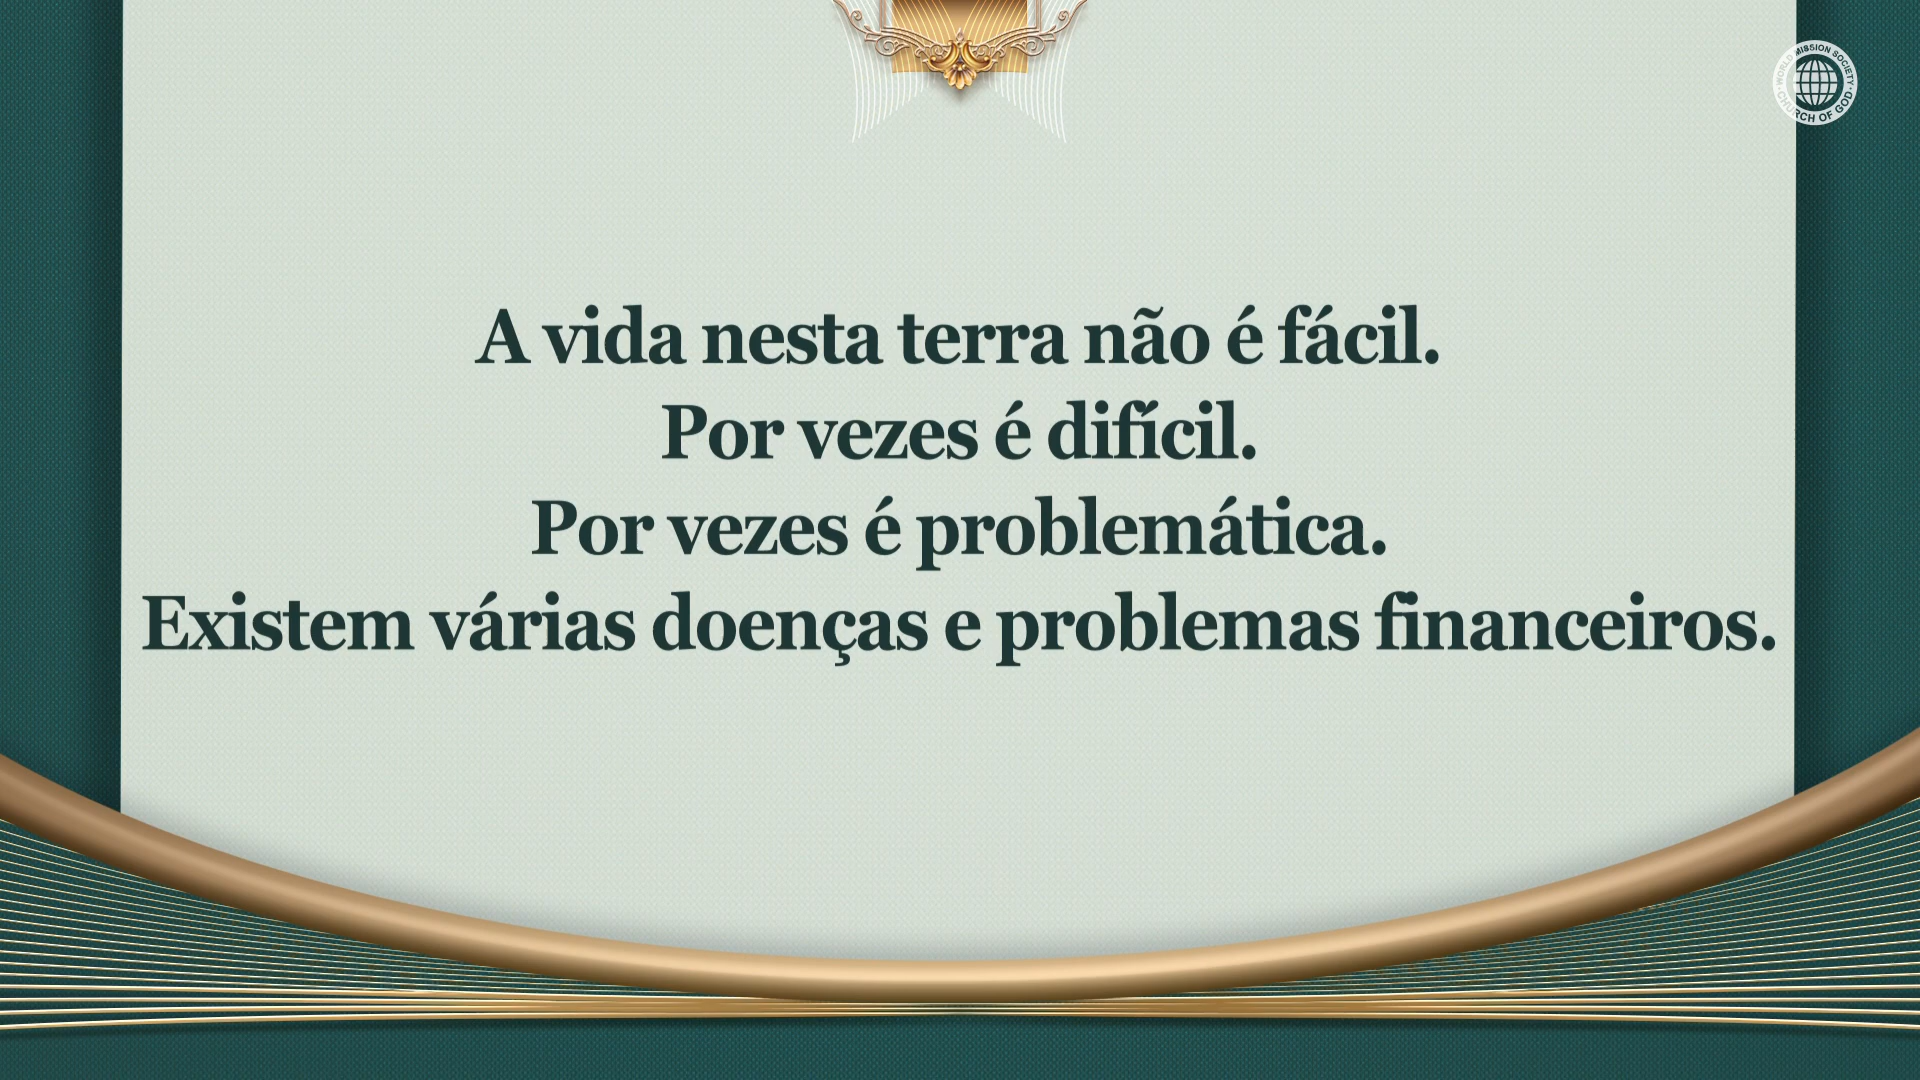 WORLD MISSION SOCIETY
CHURCH OF GOD
A vida nesta terra não é fácil.
Por vezes é difícil.
Por vezes é problemática.
Existem várias doenças e problemas financeiros.